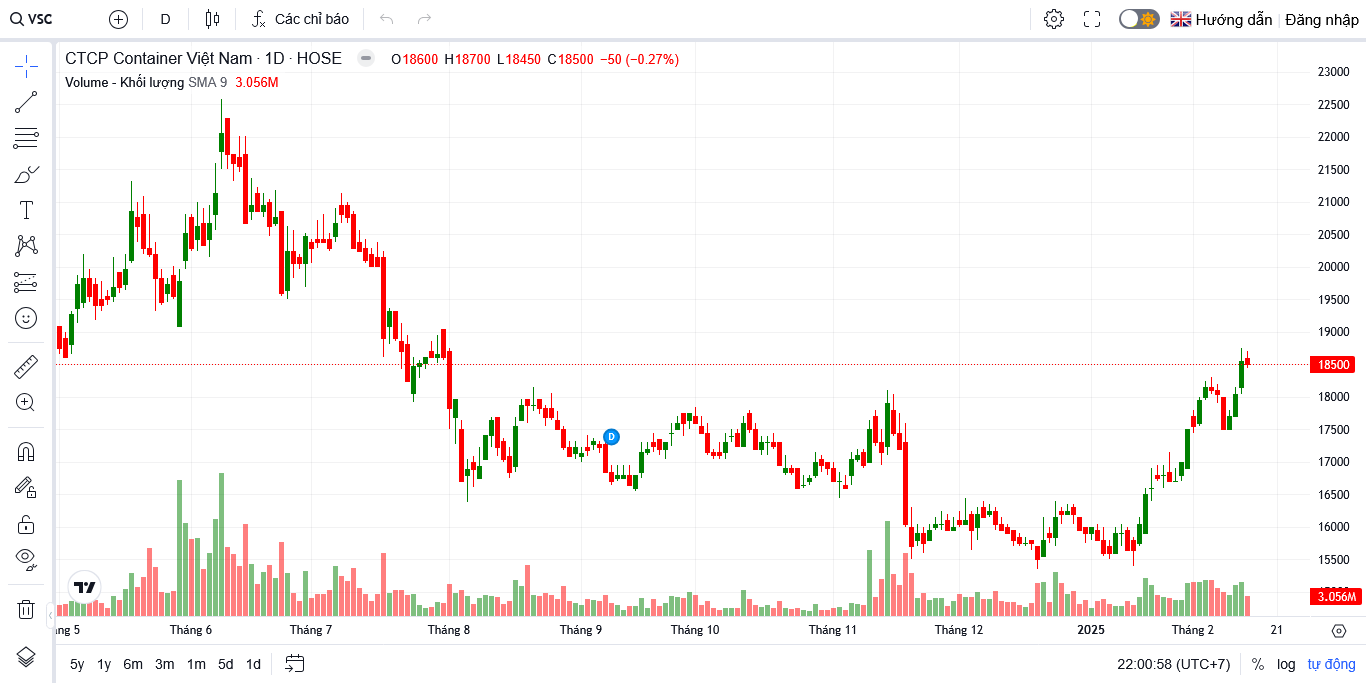 VSC D Các chỉ báo Hướng dẫn Đăng nhập
CTCP Container Việt Nam · 1D · HOSE O18600 H18700 L18450 C18500 −50 (−0.27%)
Volume - Khối lượng SMA 9 3.056M
23000
22500
22000
21500
21000
20500
20000
19500
19000
18500
18000
17500
17000
16500
16000
15500
3.056M
D
ng 5 Tháng 6 Tháng 7 Tháng 8 Tháng 9 Tháng 10 Tháng 11 Tháng 12 2025 Tháng 2 21
5y 1y 6m 3m 1m 5d 1d 22:00:58 (UTC+7) % log tự động